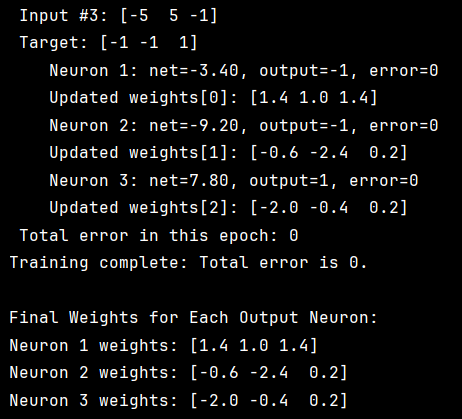 Input #3: [-5  5 -1]
Target: [-1 -1  1]
Neuron 1: net=-3.40, output=-1, error=0
Updated weights[0]: [1.4 1.0 1.4]
Neuron 2: net=-9.20, output=-1, error=0
Updated weights[1]: [-0.6 -2.4  0.2]
Neuron 3: net=7.80, output=1, error=0
Updated weights[2]: [-2.0 -0.4  0.2]
Total error in this epoch: 0
Training complete: Total error is 0.
Final Weights for Each Output Neuron:
Neuron 1 weights: [1.4 1.0 1.4]
Neuron 2 weights: [-0.6 -2.4  0.2]
Neuron 3 weights: [-2.0 -0.4  0.2]